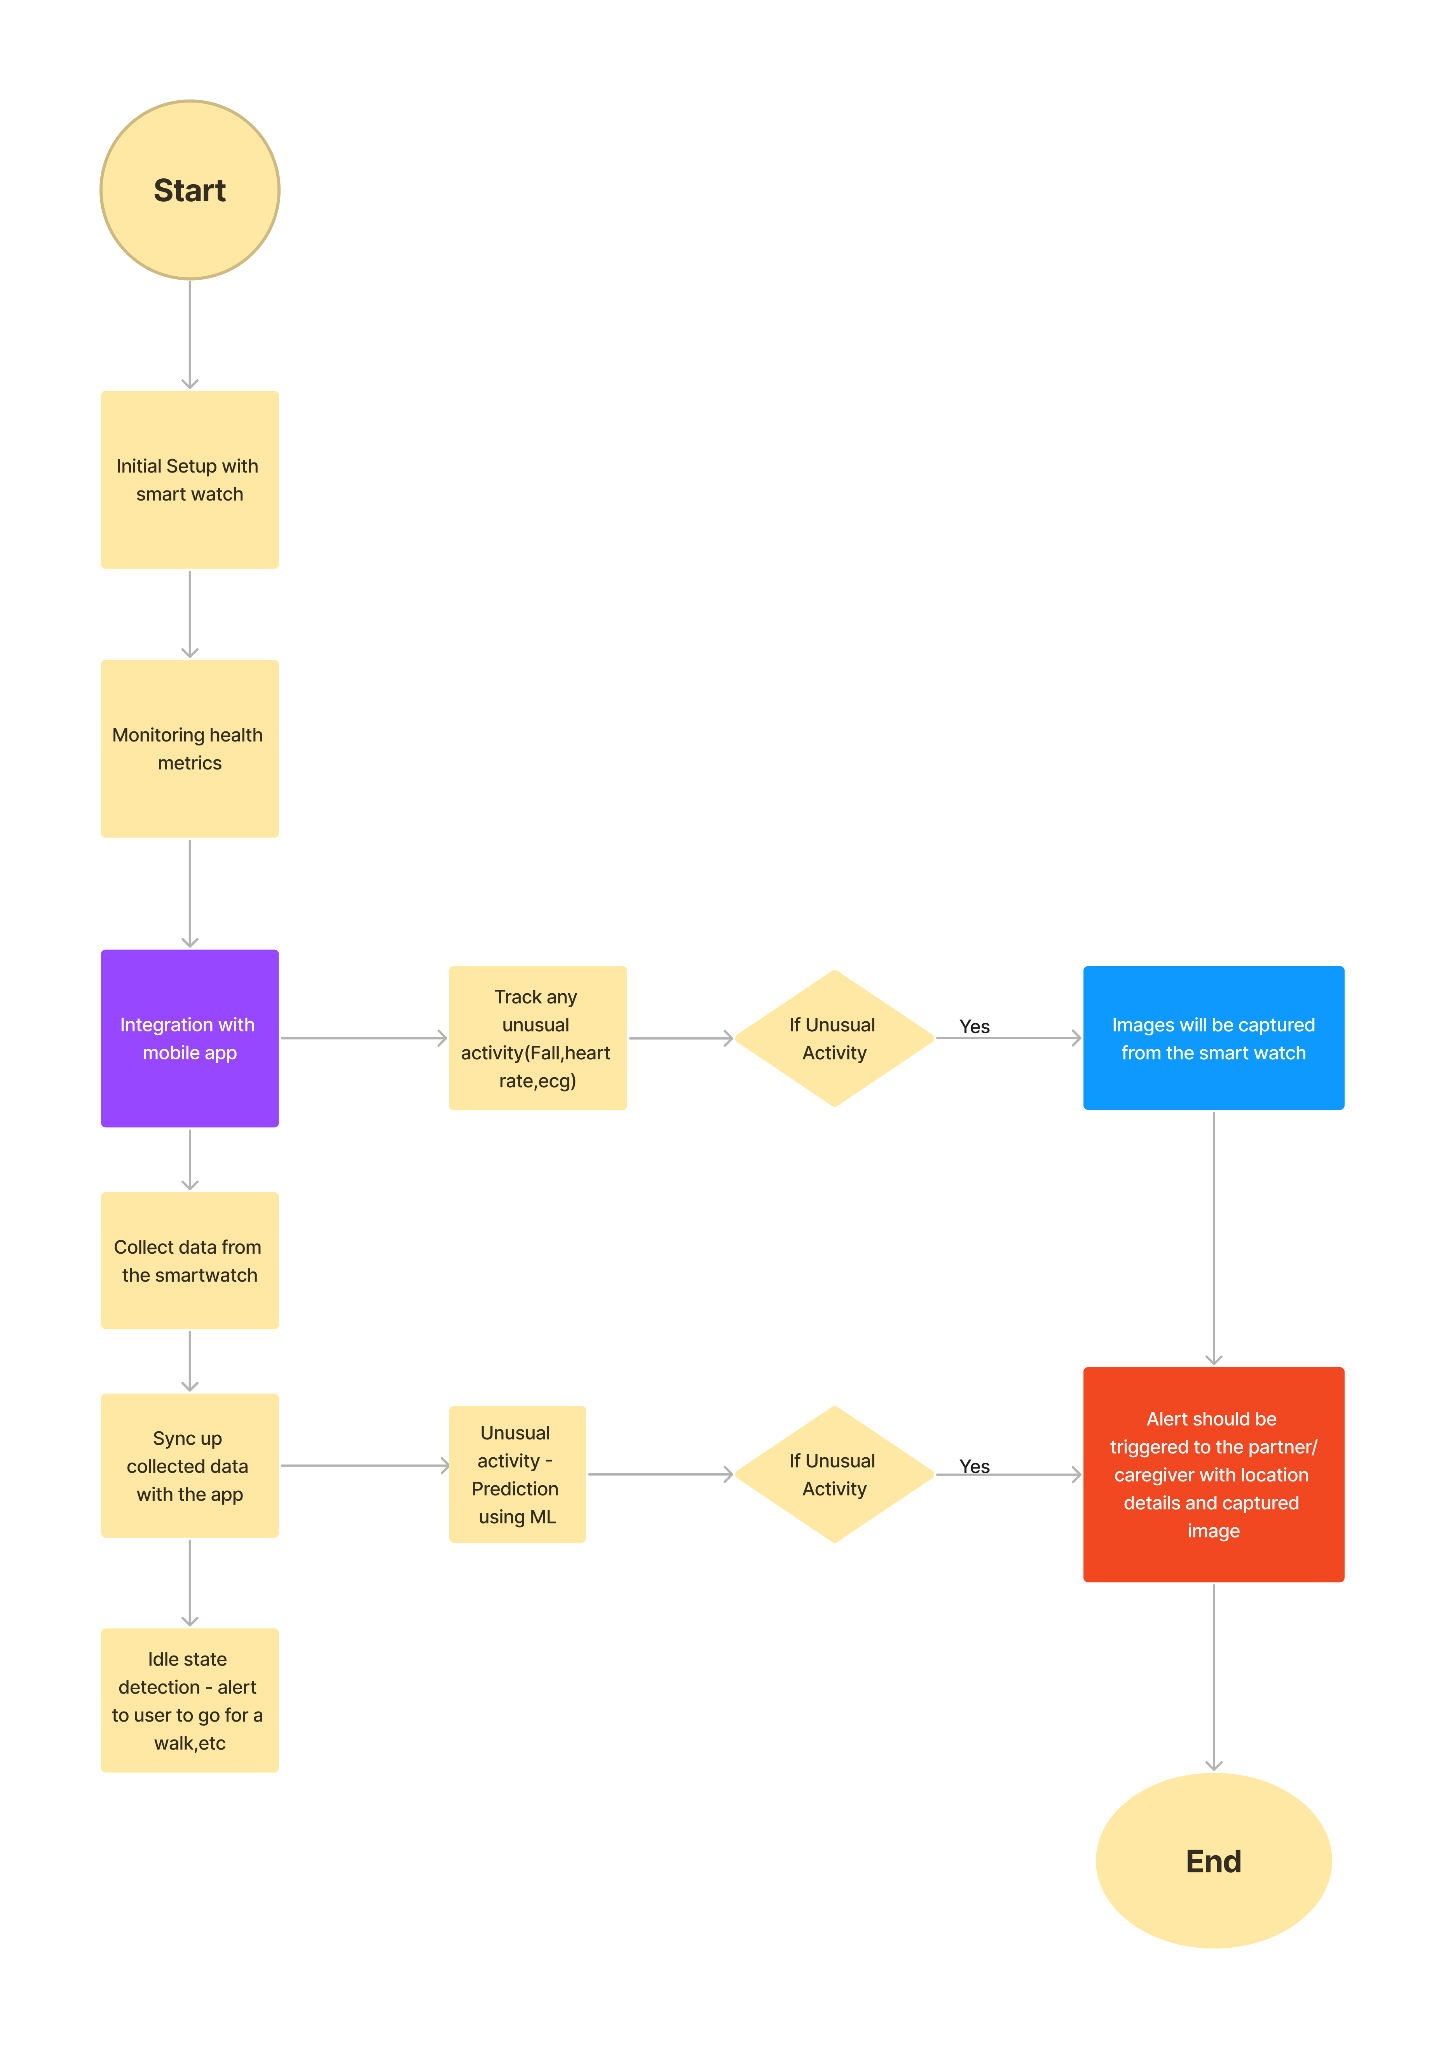 Start
Initial Setup with
smart watch
Monitoring health
metrics
Integration with
mobile app
Track any
unusual
activity(Fall,heart
rate,ecg)
If Unusual
Activity
Yes
Images will be captured
from the smart watch
Collect data from
the smartwatch
Sync up
collected data
with the app
Unusual
activity -
Prediction
using ML
If Unusual
Activity
Yes
Alert should be
triggered to the partner/
caregiver with location
details and captured
image
Idle state
detection - alert
to user to go for a
walk,etc
End